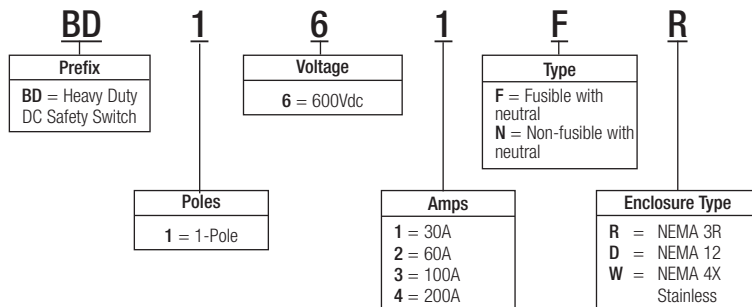 BD 1 6 1 F R
Prefix
BD = Heavy Duty
DC Safety Switch
Voltage
6 = 600Vdc
Type
F = Fusible with
neutral
N = Non-fusible with
neutral
Poles
1 = 1-Pole
Amps
1 = 30A
2 = 60A
3 = 100A
4 = 200A
Enclosure Type
R = NEMA 3R
D = NEMA 12
W = NEMA 4X
Stainless